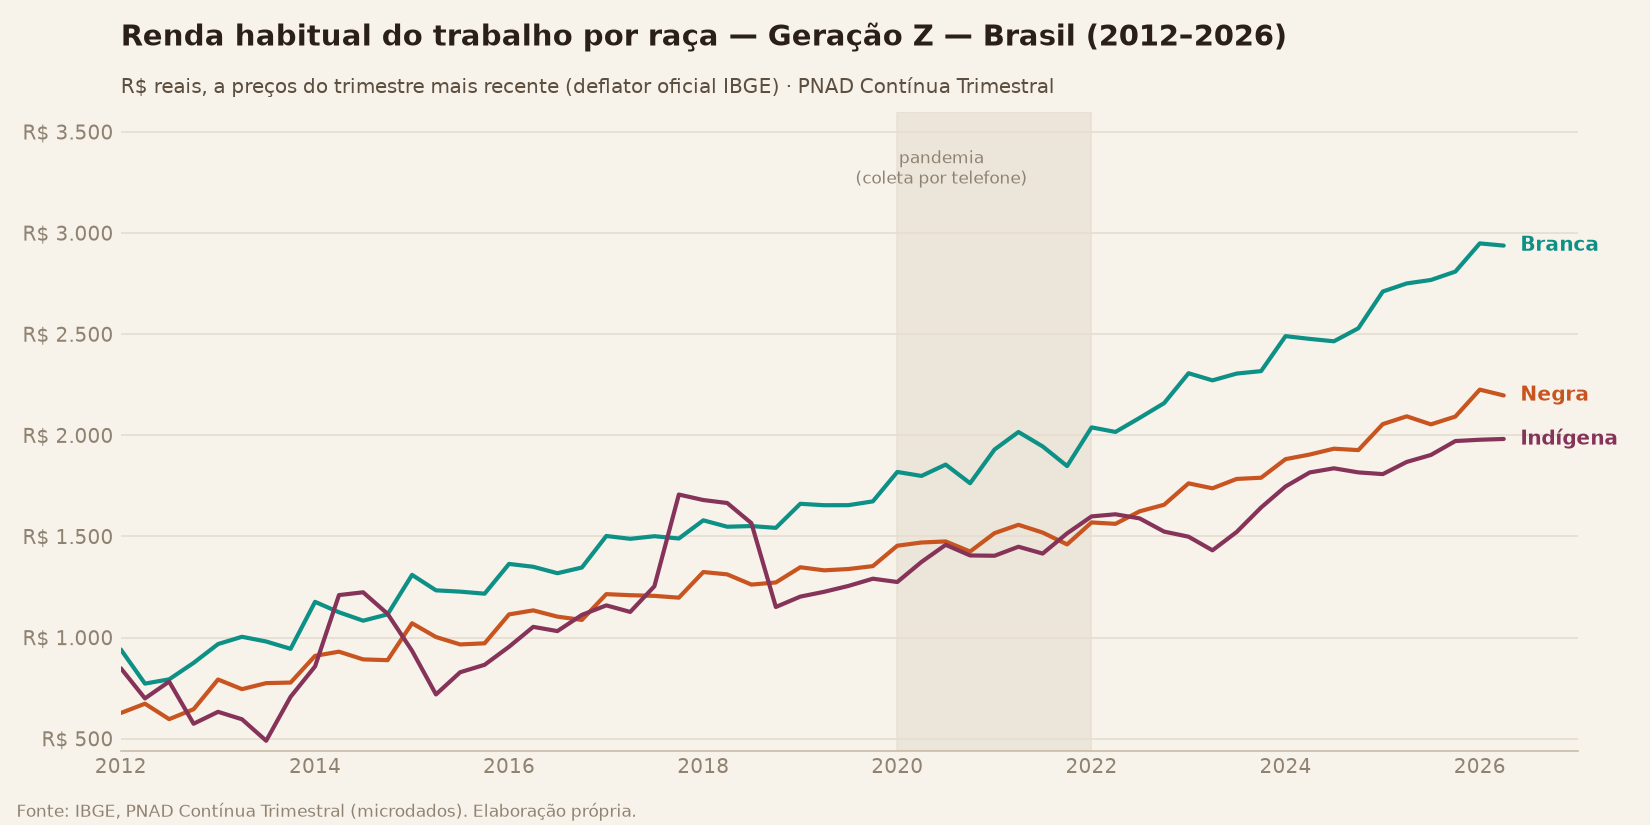 Renda habitual do trabalho por raça — Geração Z — Brasil (2012–2026)
R$ reais, a preços do trimestre mais recente (deflator oficial IBGE) · PNAD Contínua Trimestral
R$ 3.500
pandemia
(coleta por telefone)
R$ 3.000
Branca
R$ 2.500
Negra
R$ 2.000
Indígena
R$ 1.500
R$ 1.000
R$ 500
2012 2014 2016 2018 2020 2022 2024 2026
Fonte: IBGE, PNAD Contínua Trimestral (microdados). Elaboração própria.